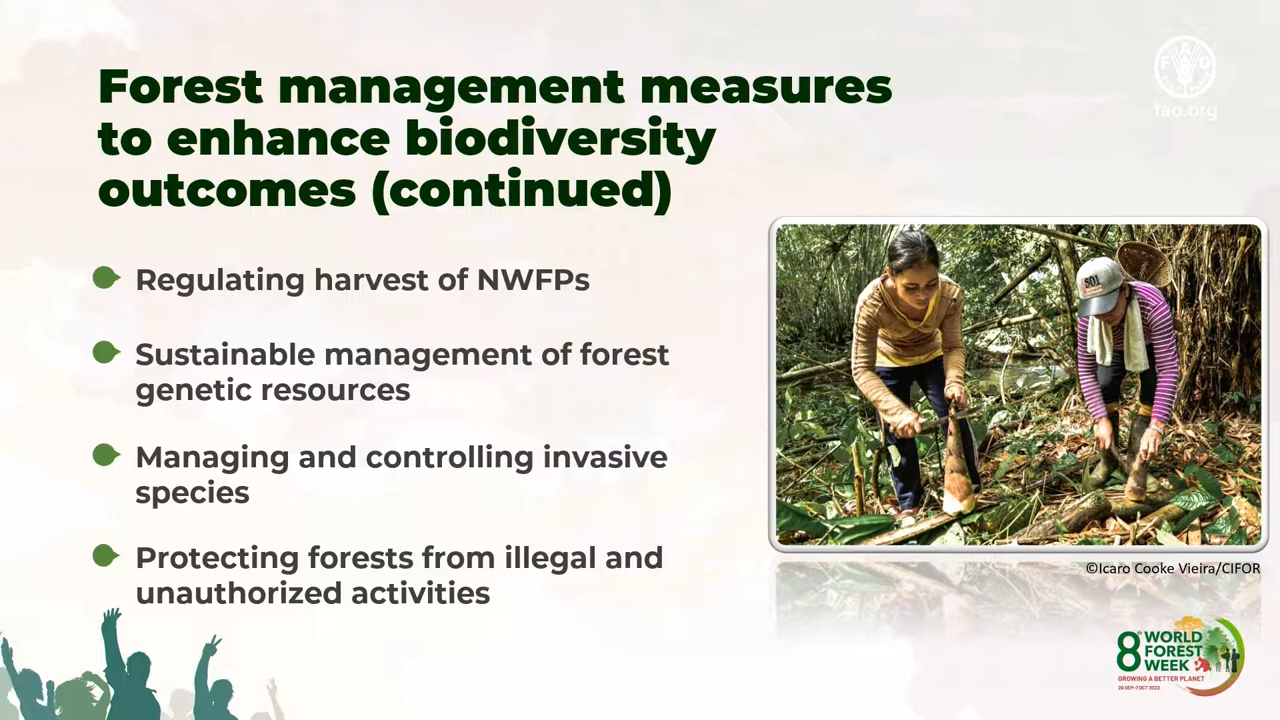 Forest management measures
to enhance biodiversity
outcomes (continued)
FAO
fao.org
Regulating harvest of NWFPs
Sustainable management of forest
genetic resources
Managing and controlling invasive
species
Protecting forests from illegal and
unauthorized activities
©Icaro Cooke Vieira/CIFOR
8
WORLD
FOREST
WEEK
GROWING A BETTER PLANET